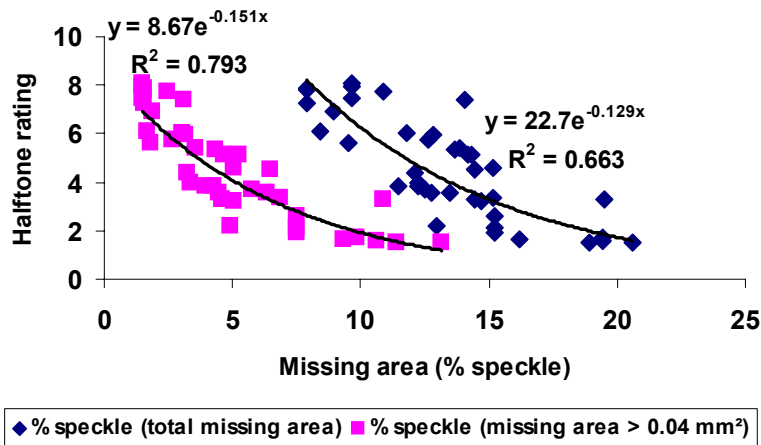 y = 8.67e^-0.151x
R² = 0.793
y = 22.7e^-0.129x
R² = 0.663
Halftone rating
10
8
6
4
2
0
0 5 10 15 20 25
Missing area (% speckle)
% speckle (total missing area) % speckle (missing area > 0.04 mm²)